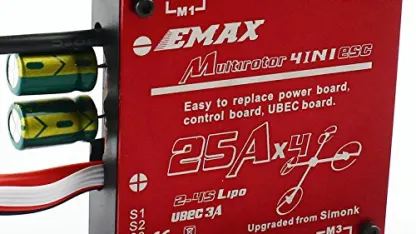 M1
EMAX
Multirotor 4IN1 esc
Easy to replace power board,
control board, UBEC board.
25Ax4
2-4S Lipo
UBEC 3A
Upgraded from Simonk
S1
S2
M3